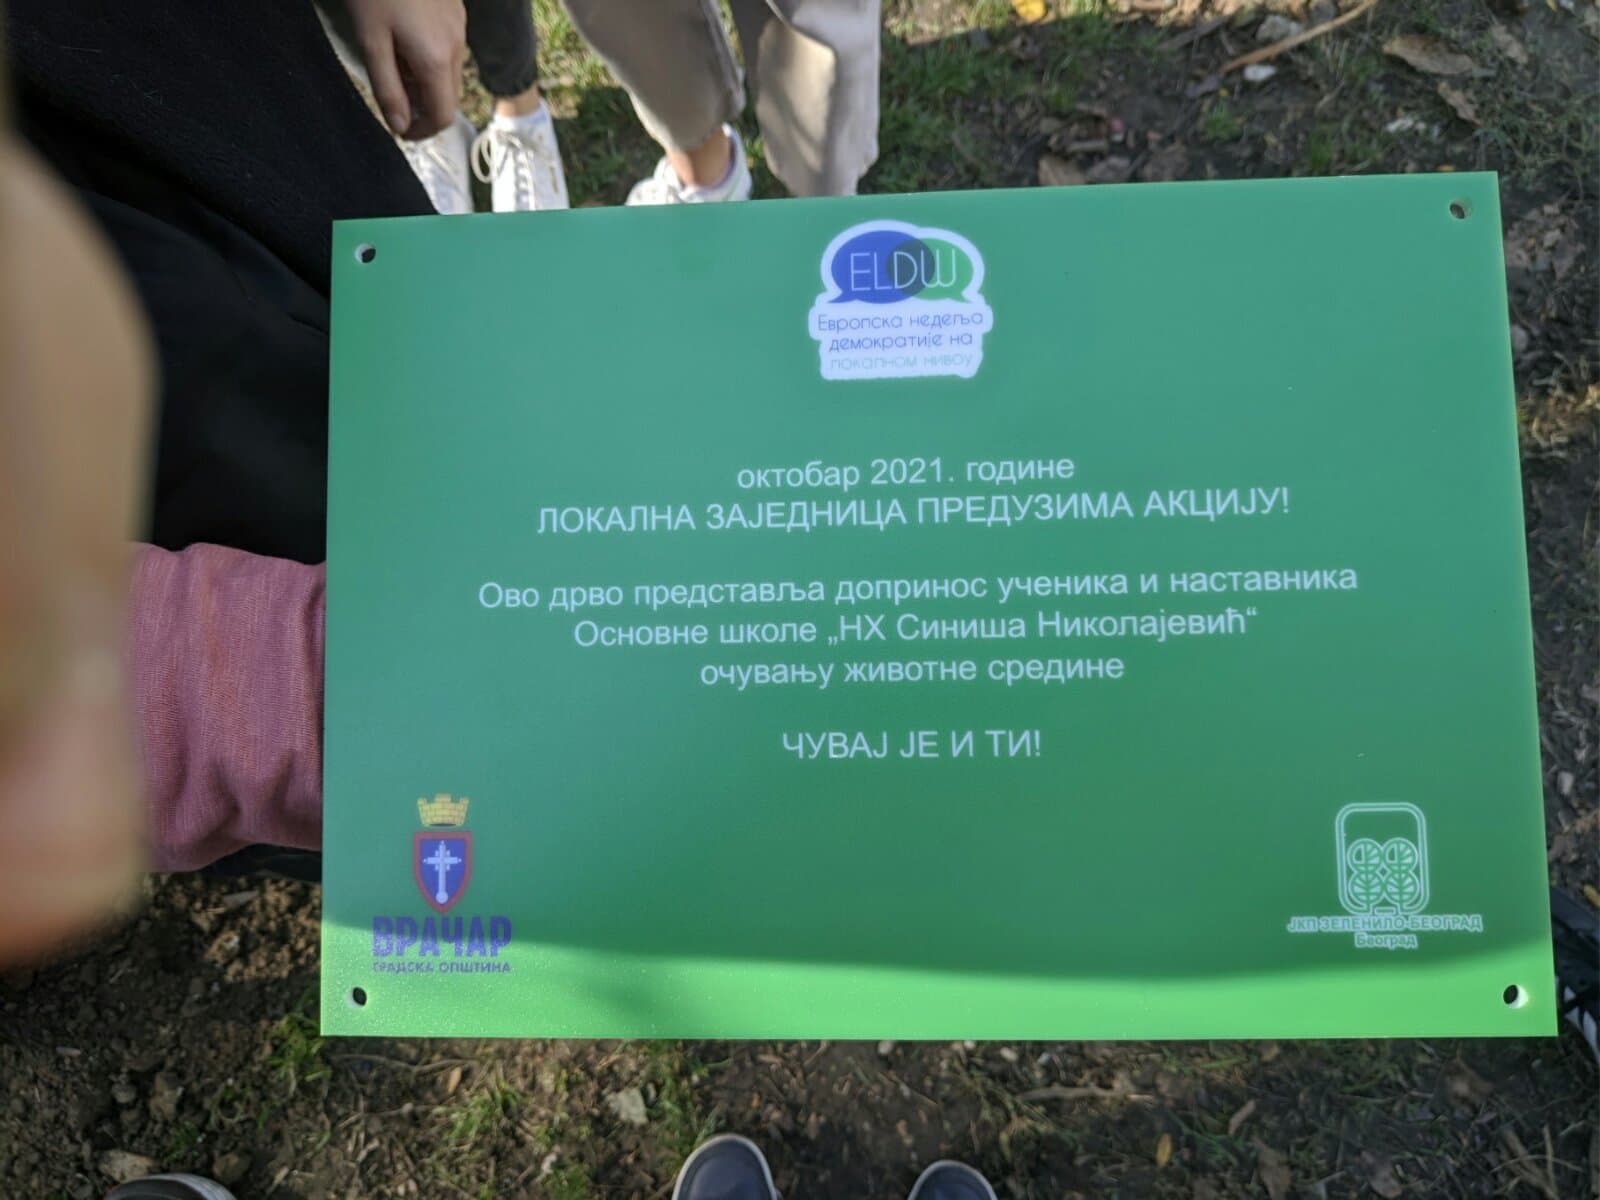 ELDW
Европска недеља
демократије на
локалном нивоу
октобар 2021. године
ЛОКАЛНА ЗАЈЕДНИЦА ПРЕДУЗИМА АКЦИЈУ!
Ово дрво представља допринос ученика и наставника
Основне школе „НХ Синиша Николајевић“
очувању животне средине
ЧУВАЈ ЈЕ И ТИ!
ВРАЧАР
ГРАДСКА ОПШТИНА
ЈКП ЗЕЛЕНИЛО-БЕОГРАД
Београд